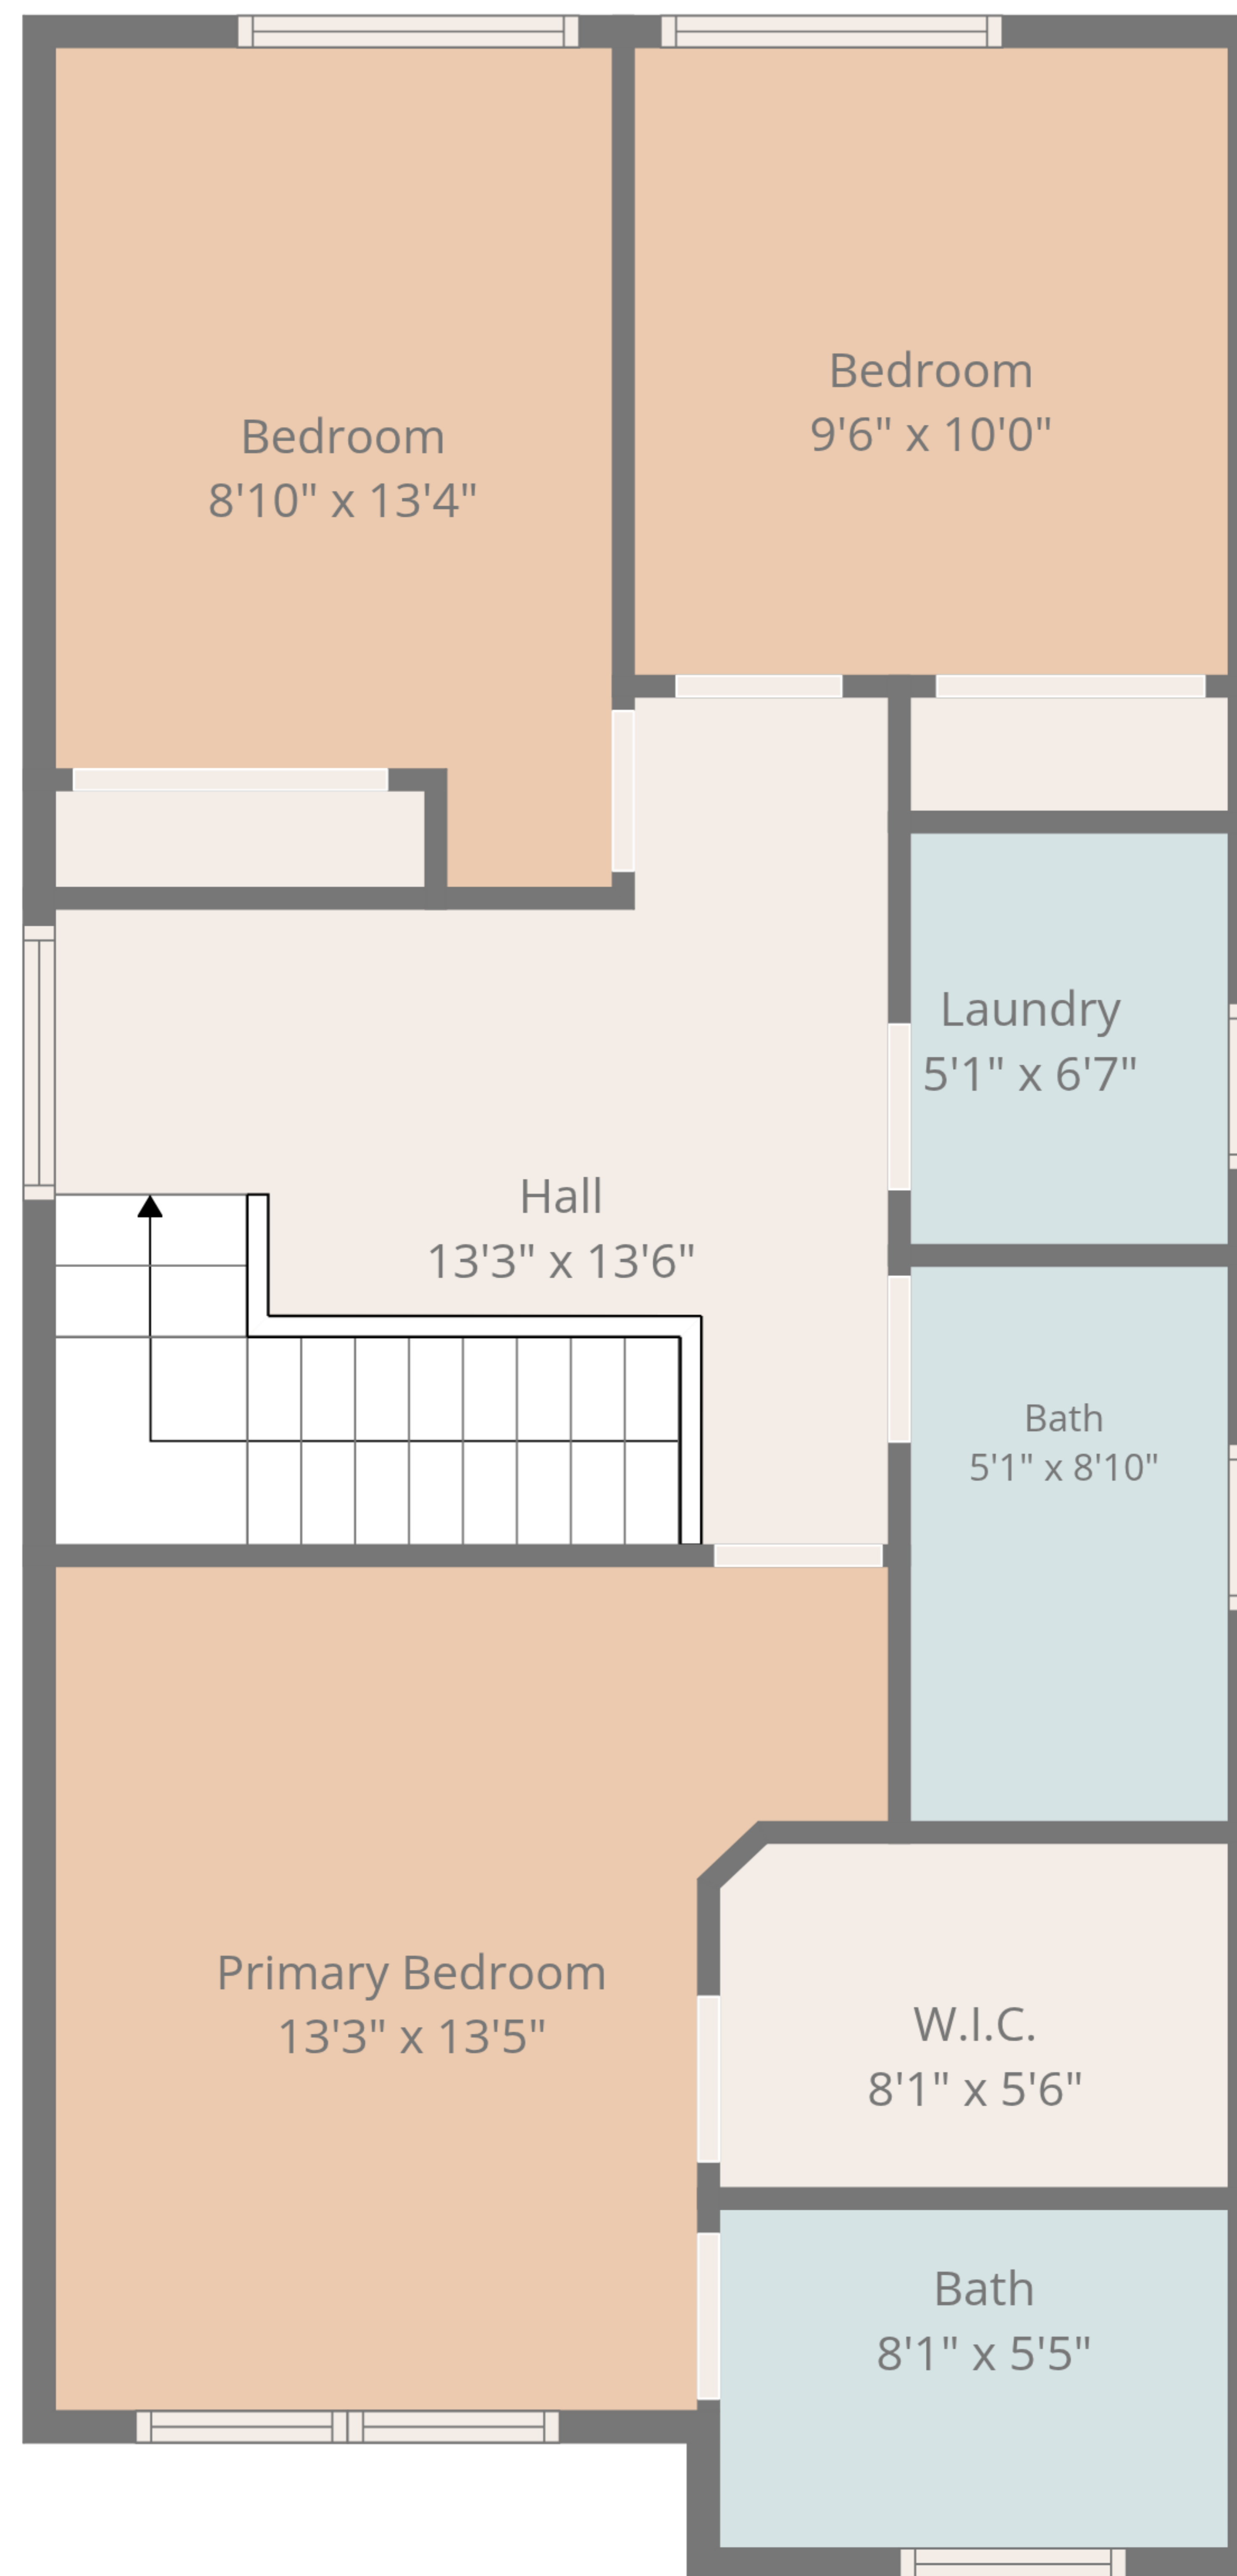 Bedroom
9'6" x 10'0"
Bedroom
8'10" x 13'4"
Laundry
5'1" x 6'7"
Hall
13'3" x 13'6"
Bath
5'1" x 8'10"
Primary Bedroom
13'3" x 13'5"
W.I.C.
8'1" x 5'6"
Bath
8'1" x 5'5"